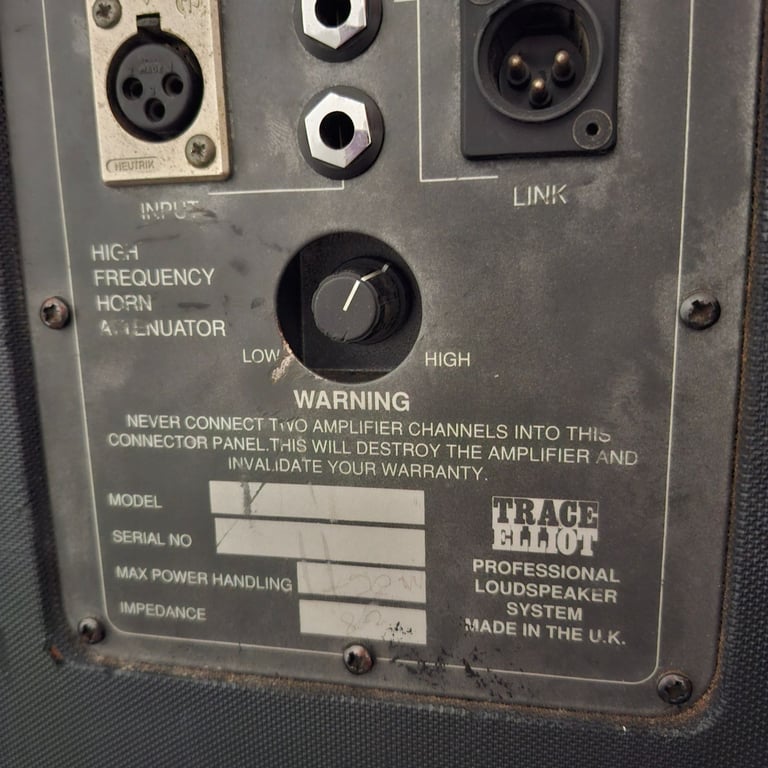 NEUTRIK
INPUT
LINK
HIGH
FREQUENCY
HORN
ATTENUATOR
LOW
HIGH
WARNING
NEVER CONNECT TWO AMPLIFIER CHANNELS INTO THIS
CONNECTOR PANEL.THIS WILL DESTROY THE AMPLIFIER AND
INVALIDATE YOUR WARRANTY.
MODEL
SERIAL NO
MAX POWER HANDLING
IMPEDANCE
TRACE
ELLIOT
PROFESSIONAL
LOUDSPEAKER
SYSTEM
MADE IN THE U.K.